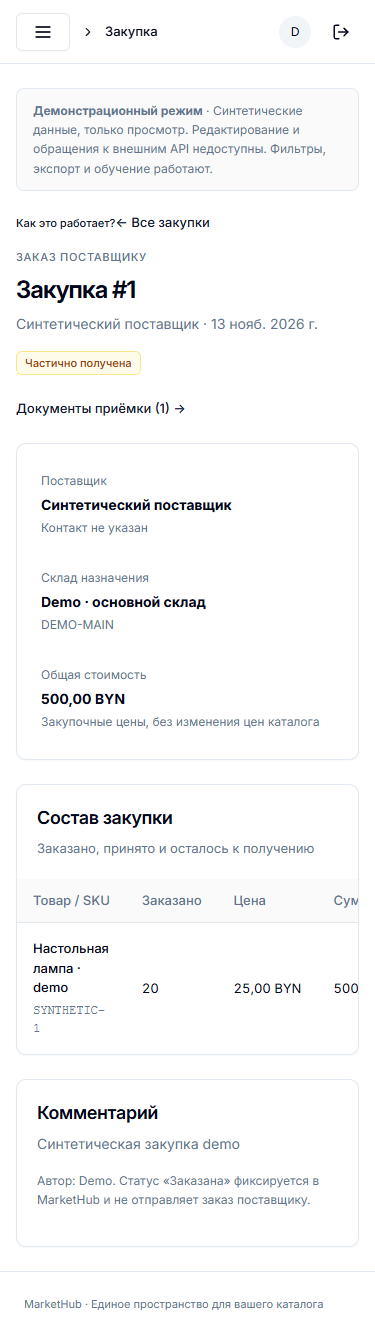 Закупка
D
Демонстрационный режим · Синтетические
данные, только просмотр. Редактирование и
обращения к внешним API недоступны. Фильтры,
экспорт и обучение работают.
Как это работает?← Все закупки
ЗАКАЗ ПОСТАВЩИКУ
Закупка #1
Синтетический поставщик · 13 нояб. 2026 г.
Частично получена
Документы приёмки (1) →
Поставщик
Синтетический поставщик
Контакт не указан
Склад назначения
Demo · основной склад
DEMO-MAIN
Общая стоимость
500,00 BYN
Закупочные цены, без изменения цен каталога
Состав закупки
Заказано, принято и осталось к получению
Товар / SKU Заказано Цена Сум
Настольная
лампа ·
demo
SYNTHETIC-
1
20 25,00 BYN 500
Комментарий
Синтетическая закупка demo
Автор: Demo. Статус «Заказана» фиксируется в
MarketHub и не отправляет заказ поставщику.
MarketHub · Единое пространство для вашего каталога